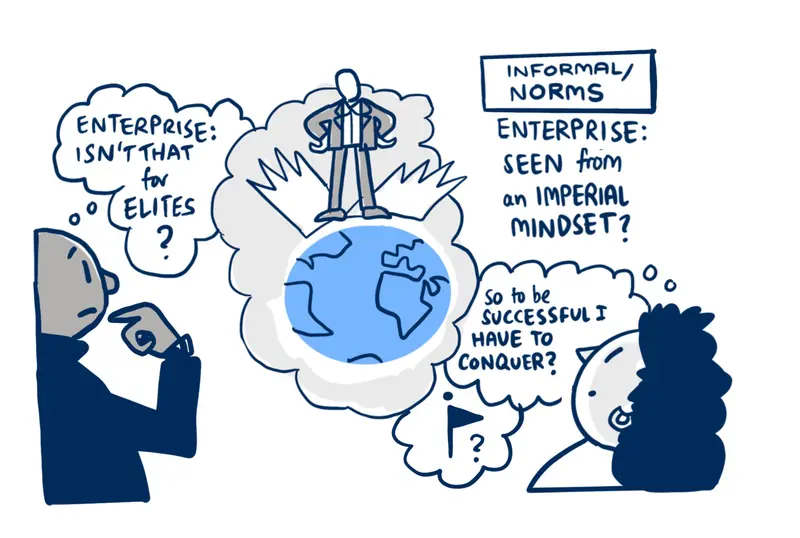 ENTERPRISE:
ISN'T THAT
for
ELITES
?
INFORMAL/
NORMS
ENTERPRISE:
SEEN from
an IMPERIAL
MINDSET?
So to be
SUCCESSFUL I
HAVE TO
CONQUER?
?